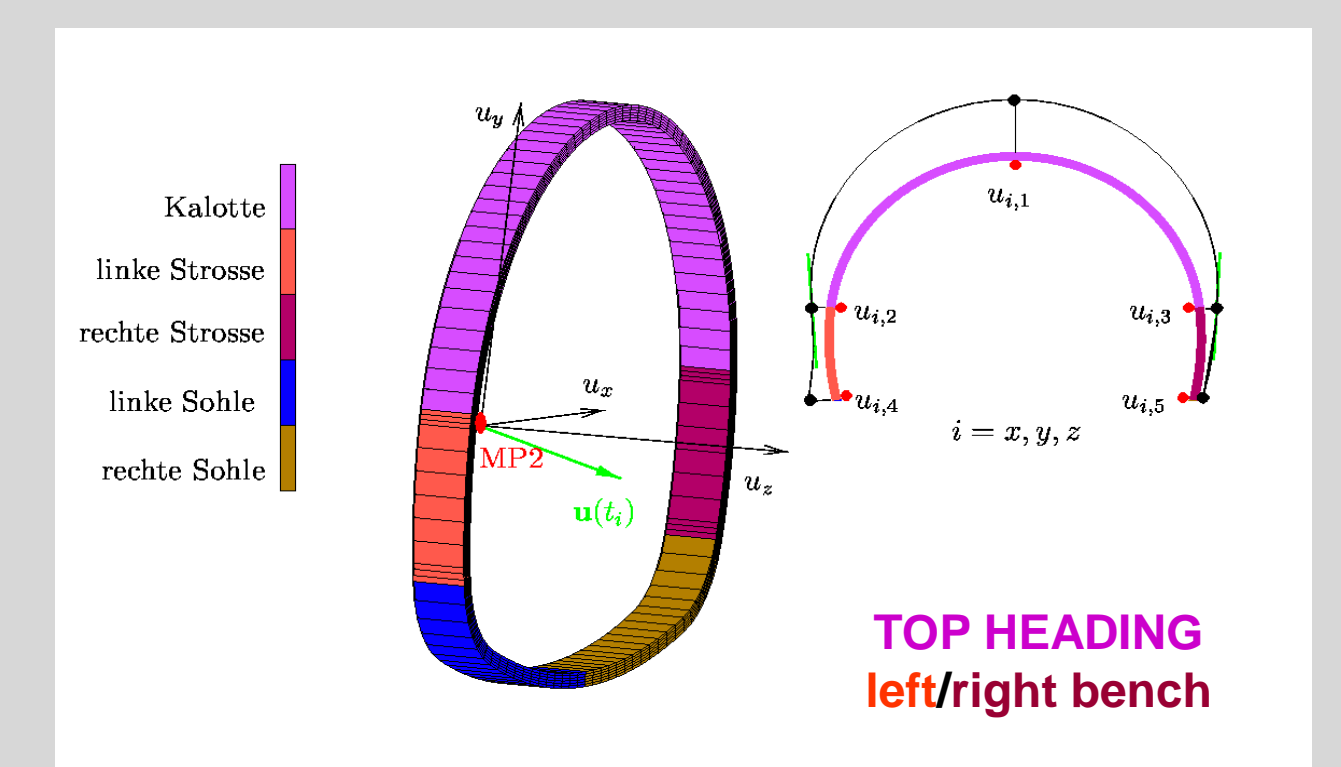 Kalotte
linke Strosse
rechte Strosse
linke Sohle
rechte Sohle
u_y
u_x
MP2
u_z
u(t_i)
u_{i,1}
u_{i,2}
u_{i,3}
u_{i,4}
u_{i,5}
i = x, y, z
TOP HEADING
left/right bench